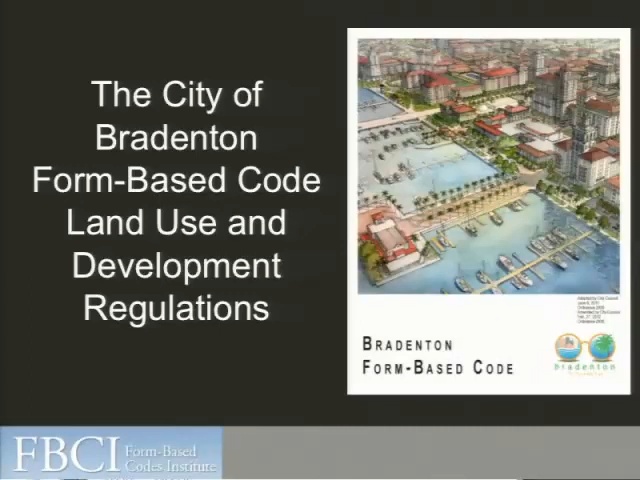 The City of
Bradenton
Form-Based Code
Land Use and
Development
Regulations
BRADENTON
FORM-BASED CODE
Bradenton
FBCI Form-Based
Codes Institute